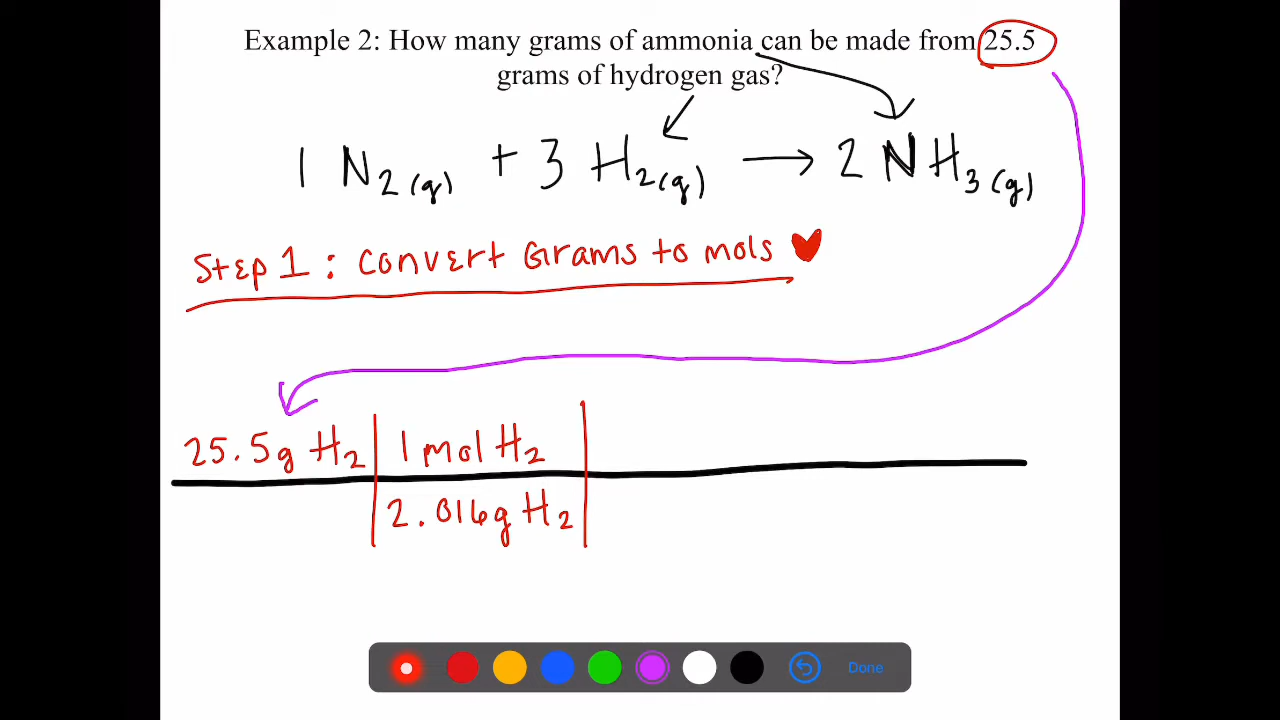 Example 2: How many grams of ammonia can be made from 25.5
grams of hydrogen gas?
1 N2(g) + 3 H2(g) → 2 NH3(g)
Step 1: Convert Grams to mols ♥
25.5g H2 | 1 mol H2
2.016g H2
Done